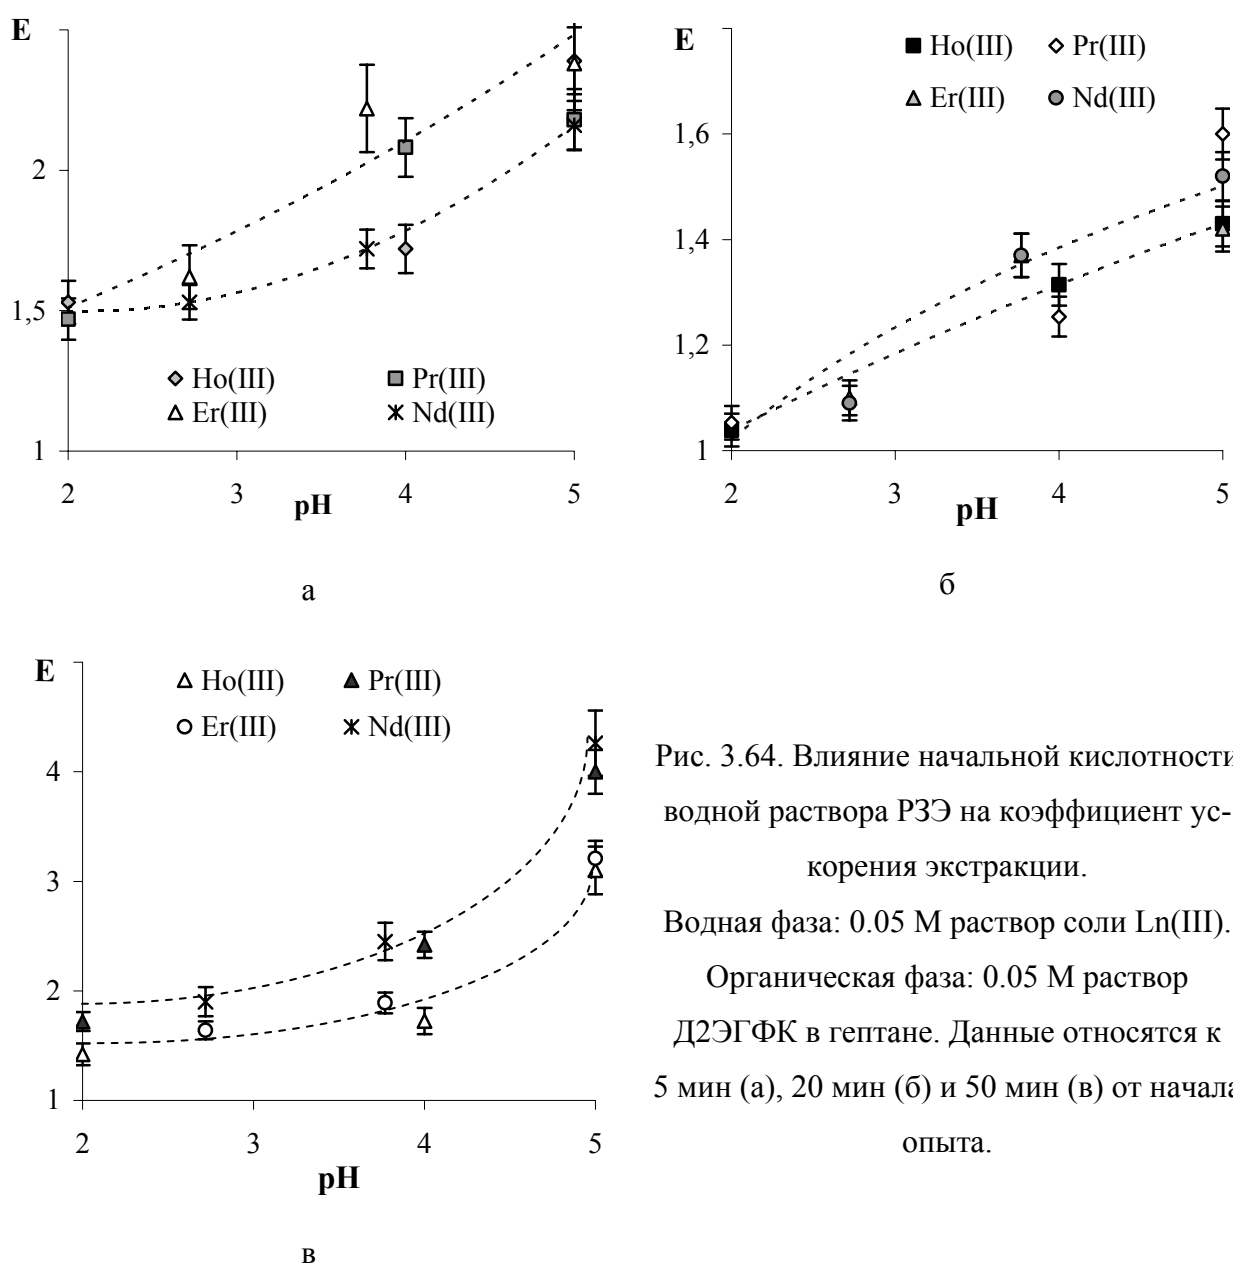 E
2
1,5
1
2 3 4 5
pH
Ho(III) Pr(III)
Er(III) Nd(III)
а
E
1,6
1,4
1,2
1
2 3 4 5
pH
Ho(III) Pr(III)
Er(III) Nd(III)
б
E
4
3
2
1
2 3 4 5
pH
Ho(III) Pr(III)
Er(III) Nd(III)
в
Рис. 3.64. Влияние начальной кислотности
водной раствора РЗЭ на коэффициент ус-
корения экстракции.
Водная фаза: 0.05 М раствор соли Ln(III).
Органическая фаза: 0.05 М раствор
Д2ЭГФК в гептане. Данные относятся к
5 мин (а), 20 мин (б) и 50 мин (в) от начала
опыта.